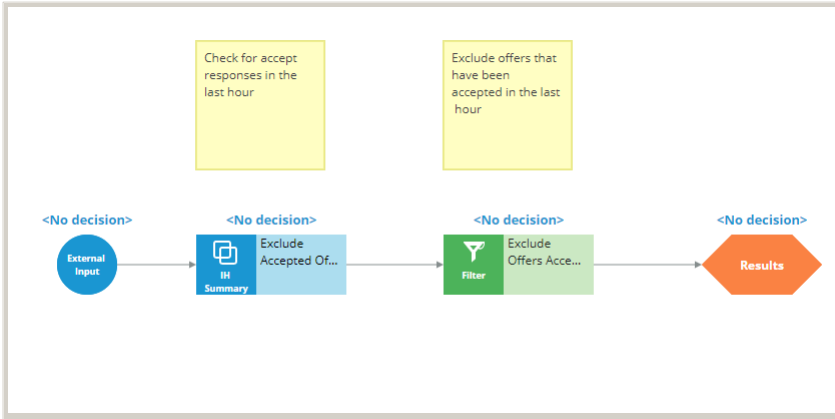 Check for accept
responses in the
last hour
Exclude offers that
have been
accepted in the last
hour
<No decision>
<No decision>
<No decision>
<No decision>
External
Input
IH
Summary
Exclude
Accepted Of...
Filter
Exclude
Offers Acce...
Results